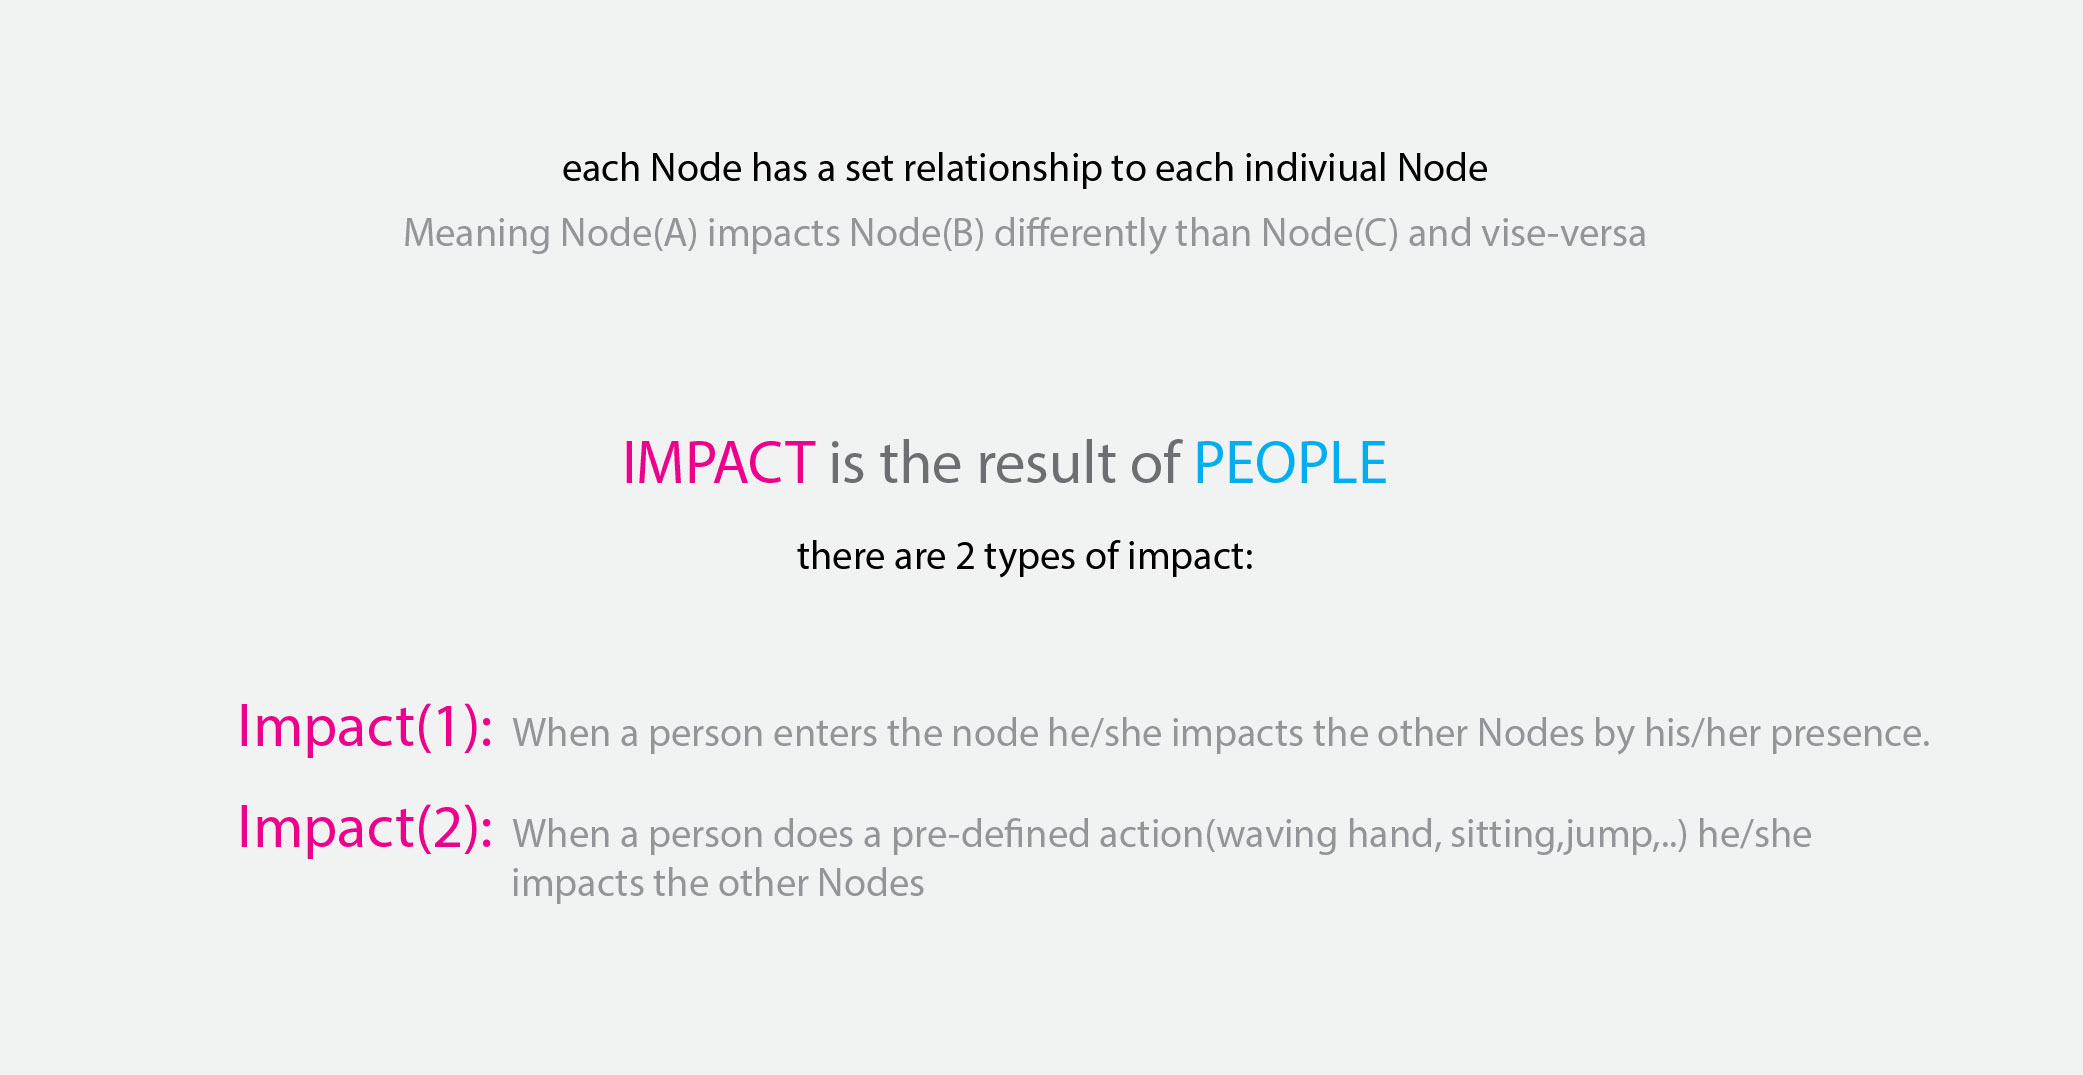 each Node has a set relationship to each indiviual Node
Meaning Node(A) impacts Node(B) differently than Node(C) and vise-versa
IMPACT is the result of PEOPLE
there are 2 types of impact:
Impact(1): When a person enters the node he/she impacts the other Nodes by his/her presence.
Impact(2): When a person does a pre-defined action(waving hand, sitting,jump,..) he/she
impacts the other Nodes